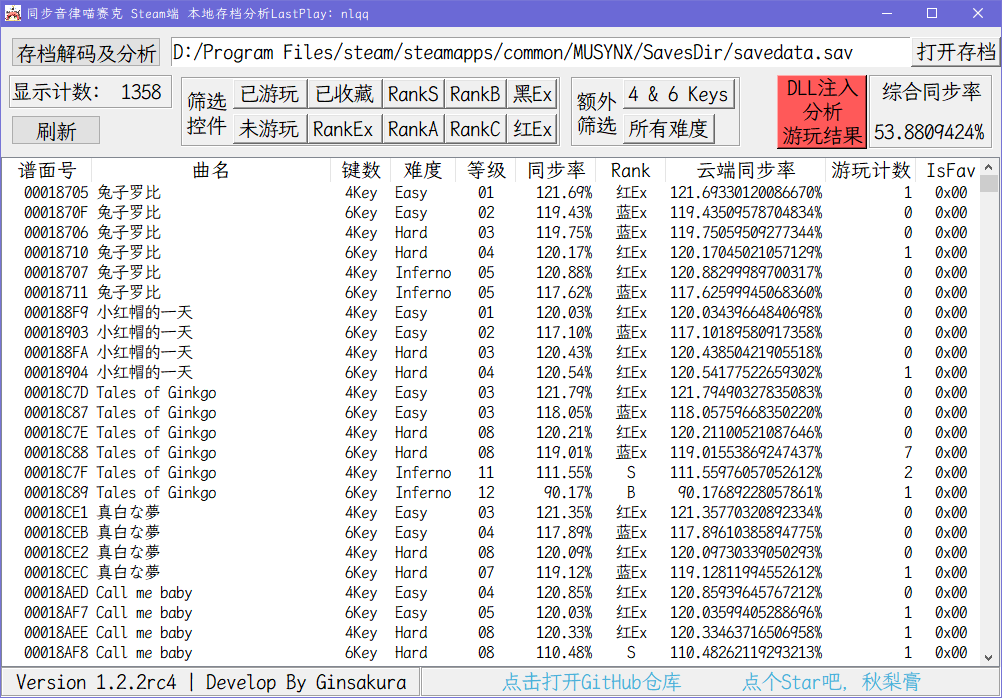 同步音律喵赛克 Steam端 本地存档分析LastPlay: nlqq
存档解码及分析 D:/Program Files/steam/steamapps/common/MUSYNX/SavesDir/savedata.sav 打开存档
显示计数: 1358 筛选控件 已游玩 已收藏 RankS RankB 黑Ex 额外筛选 4 & 6 Keys DLL注入分析游玩结果 综合同步率
刷新 未游玩 RankEx RankA RankC 红Ex 所有难度 53.8809424%
谱面号 曲名 键数 难度 等级 同步率 Rank 云端同步率 游玩计数 IsFav
00018705 兔子罗比 4Key Easy 01 121.69% 红Ex 121.69330120086670% 1 0x00
0001870F 兔子罗比 6Key Easy 02 119.43% 蓝Ex 119.43509578704834% 0 0x00
00018706 兔子罗比 4Key Hard 03 119.75% 蓝Ex 119.75059509277344% 0 0x00
00018710 兔子罗比 6Key Hard 04 120.17% 红Ex 120.17045021057129% 1 0x00
00018707 兔子罗比 4Key Inferno 05 120.88% 红Ex 120.88299989700317% 0 0x00
00018711 兔子罗比 6Key Inferno 05 117.62% 蓝Ex 117.62599945068360% 0 0x00
000188F9 小红帽的一天 4Key Easy 01 120.03% 红Ex 120.03439664840698% 0 0x00
00018903 小红帽的一天 6Key Easy 02 117.10% 蓝Ex 117.10189580917358% 0 0x00
000188FA 小红帽的一天 4Key Hard 03 120.43% 红Ex 120.43850421905518% 0 0x00
00018904 小红帽的一天 6Key Hard 04 120.54% 红Ex 120.54177522659302% 1 0x00
00018C7D Tales of Ginkgo 4Key Easy 03 121.79% 红Ex 121.79490327835083% 0 0x00
00018C87 Tales of Ginkgo 6Key Easy 03 118.05% 蓝Ex 118.05759668350220% 0 0x00
00018C7E Tales of Ginkgo 4Key Hard 08 120.21% 红Ex 120.21100521087646% 0 0x00
00018C88 Tales of Ginkgo 6Key Hard 08 119.01% 蓝Ex 119.01553869247437% 7 0x00
00018C7F Tales of Ginkgo 4Key Inferno 11 111.55% S 111.55976057052612% 2 0x00
00018C89 Tales of Ginkgo 6Key Inferno 12 90.17% B 90.17689228057861% 1 0x00
00018CE1 真白な夢 4Key Easy 03 121.35% 红Ex 121.35770320892334% 0 0x00
00018CEB 真白な夢 6Key Easy 04 117.89% 蓝Ex 117.89610385894775% 0 0x00
00018CE2 真白な夢 4Key Hard 08 120.09% 红Ex 120.09730339050293% 0 0x00
00018CEC 真白な夢 6Key Hard 07 119.12% 蓝Ex 119.12811994552612% 1 0x00
00018AED Call me baby 4Key Easy 04 120.85% 红Ex 120.85939645767212% 0 0x00
00018AF7 Call me baby 6Key Easy 05 120.03% 红Ex 120.03599405288696% 1 0x00
00018AEE Call me baby 4Key Hard 08 120.33% 红Ex 120.33463716506958% 1 0x00
00018AF8 Call me baby 6Key Hard 08 110.48% S 110.48262119293213% 1 0x00
Version 1.2.2rc4 | Develop By Ginsakura 点击打开GitHub仓库 点个Star吧, 秋梨膏